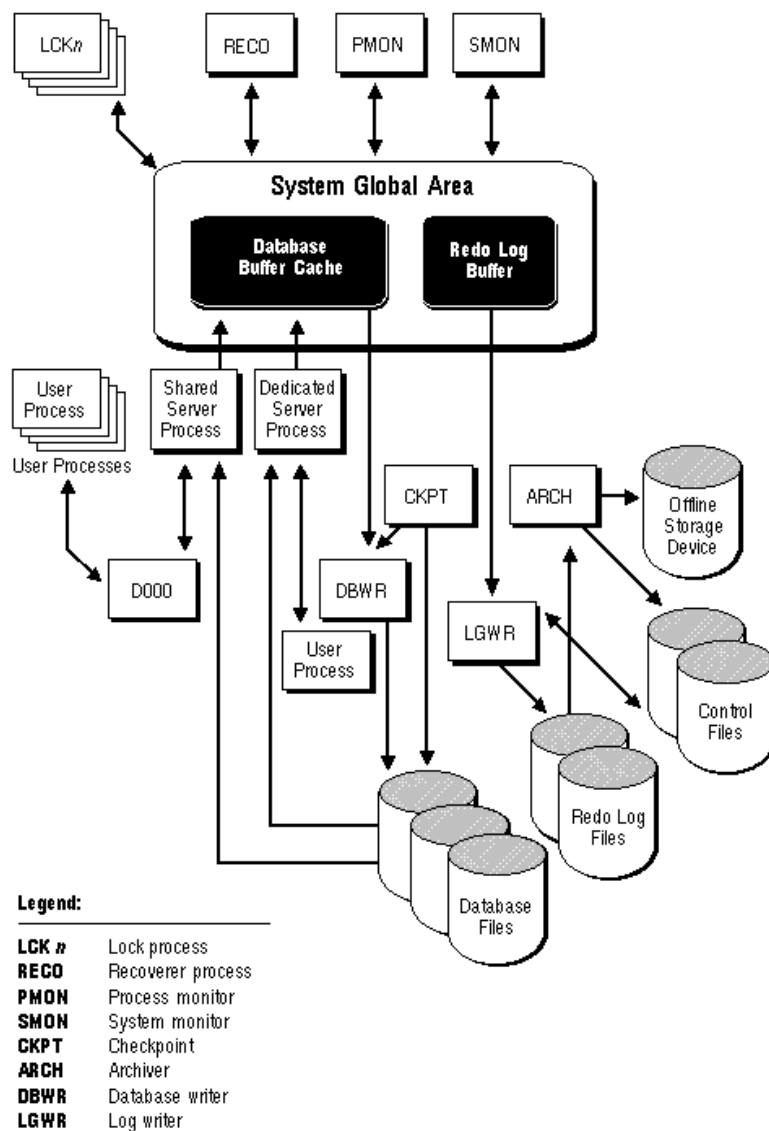 LCKn
RECO
PMON
SMON
System Global Area
Database
Buffer Cache
Redo Log
Buffer
User
Process
User Processes
Shared
Server
Process
Dedicated
Server
Process
CKPT
ARCH
Offline
Storage
Device
D000
DBWR
User
Process
LGWR
Control
Files
Redo Log
Files
Database
Files
Legend:
LCK n Lock process
RECO Recoverer process
PMON Process monitor
SMON System monitor
CKPT Checkpoint
ARCH Archiver
DBWR Database writer
LGWR Log writer